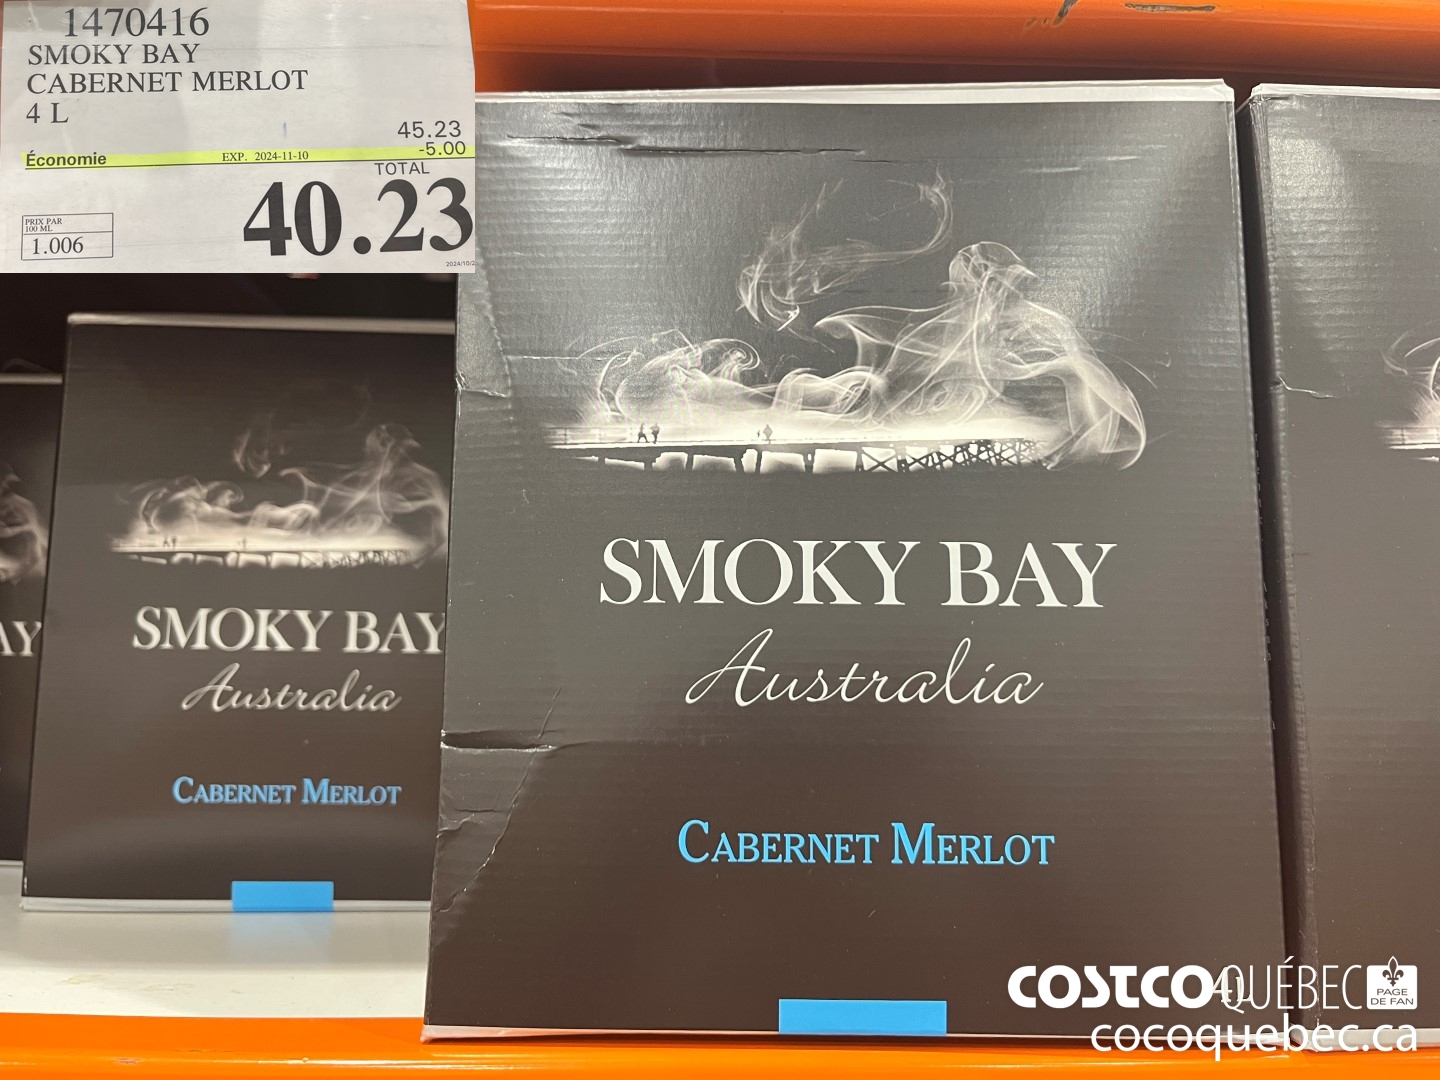 1470416
SMOKY BAY
CABERNET MERLOT
4 L
45.23
Économie EXP. 2024-11-10 -5.00
TOTAL
40.23
PRIX PAR
100 ML
1.006
SMOKY BAY
Australia
CABERNET MERLOT
SMOKY BAY
Australia
CABERNET MERLOT
4L
AY
COSTCO QUÉBEC
PAGE
DE FAN
cocoquebec.ca